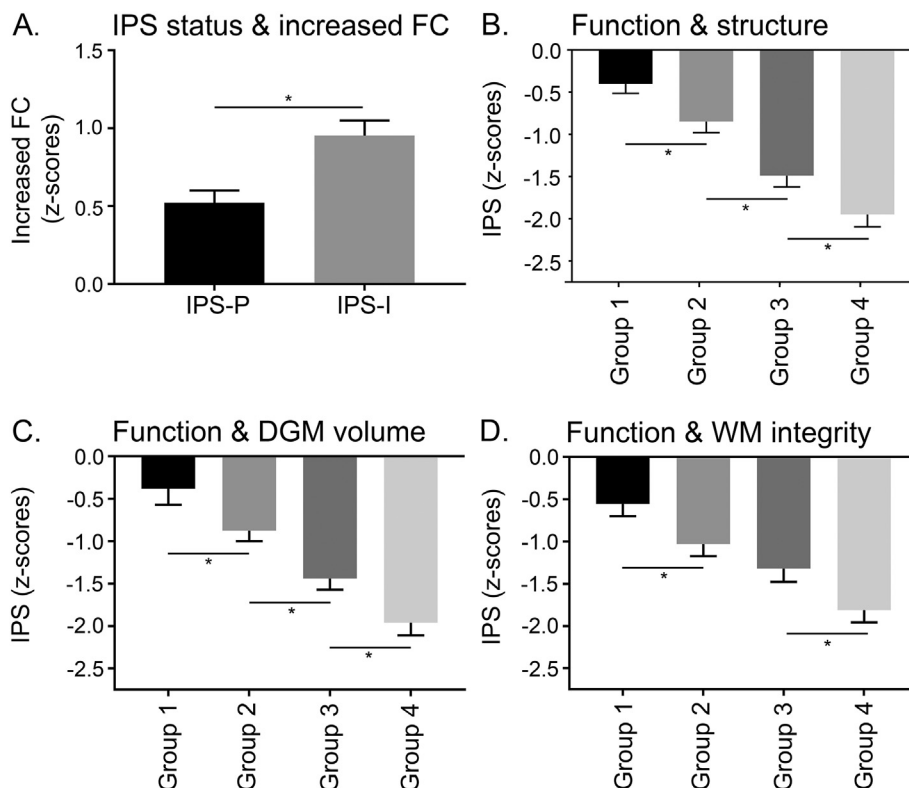 A. IPS status & increased FC
Increased FC
(z-scores)
1.5
1.0
0.5
0.0
*
IPS-P
IPS-I
B. Function & structure
IPS (z-scores)
0.0
-0.5
-1.0
-1.5
-2.0
-2.5
*
*
*
Group 1
Group 2
Group 3
Group 4
C. Function & DGM volume
IPS (z-scores)
0.0
-0.5
-1.0
-1.5
-2.0
-2.5
*
*
*
Group 1
Group 2
Group 3
Group 4
D. Function & WM integrity
IPS (z-scores)
0.0
-0.5
-1.0
-1.5
-2.0
-2.5
*
*
Group 1
Group 2
Group 3
Group 4